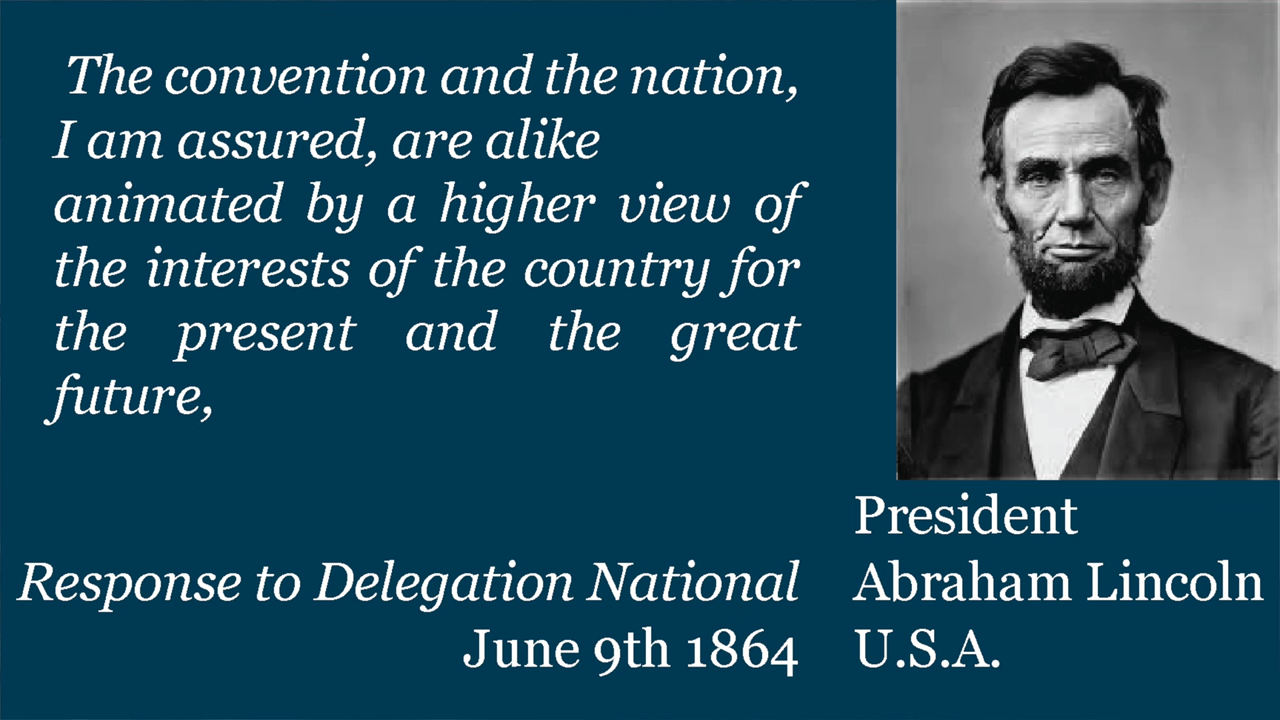 The convention and the nation,
I am assured, are alike
animated by a higher view of
the interests of the country for
the present and the great
future,
Response to Delegation National
June 9th 1864
President
Abraham Lincoln
U.S.A.